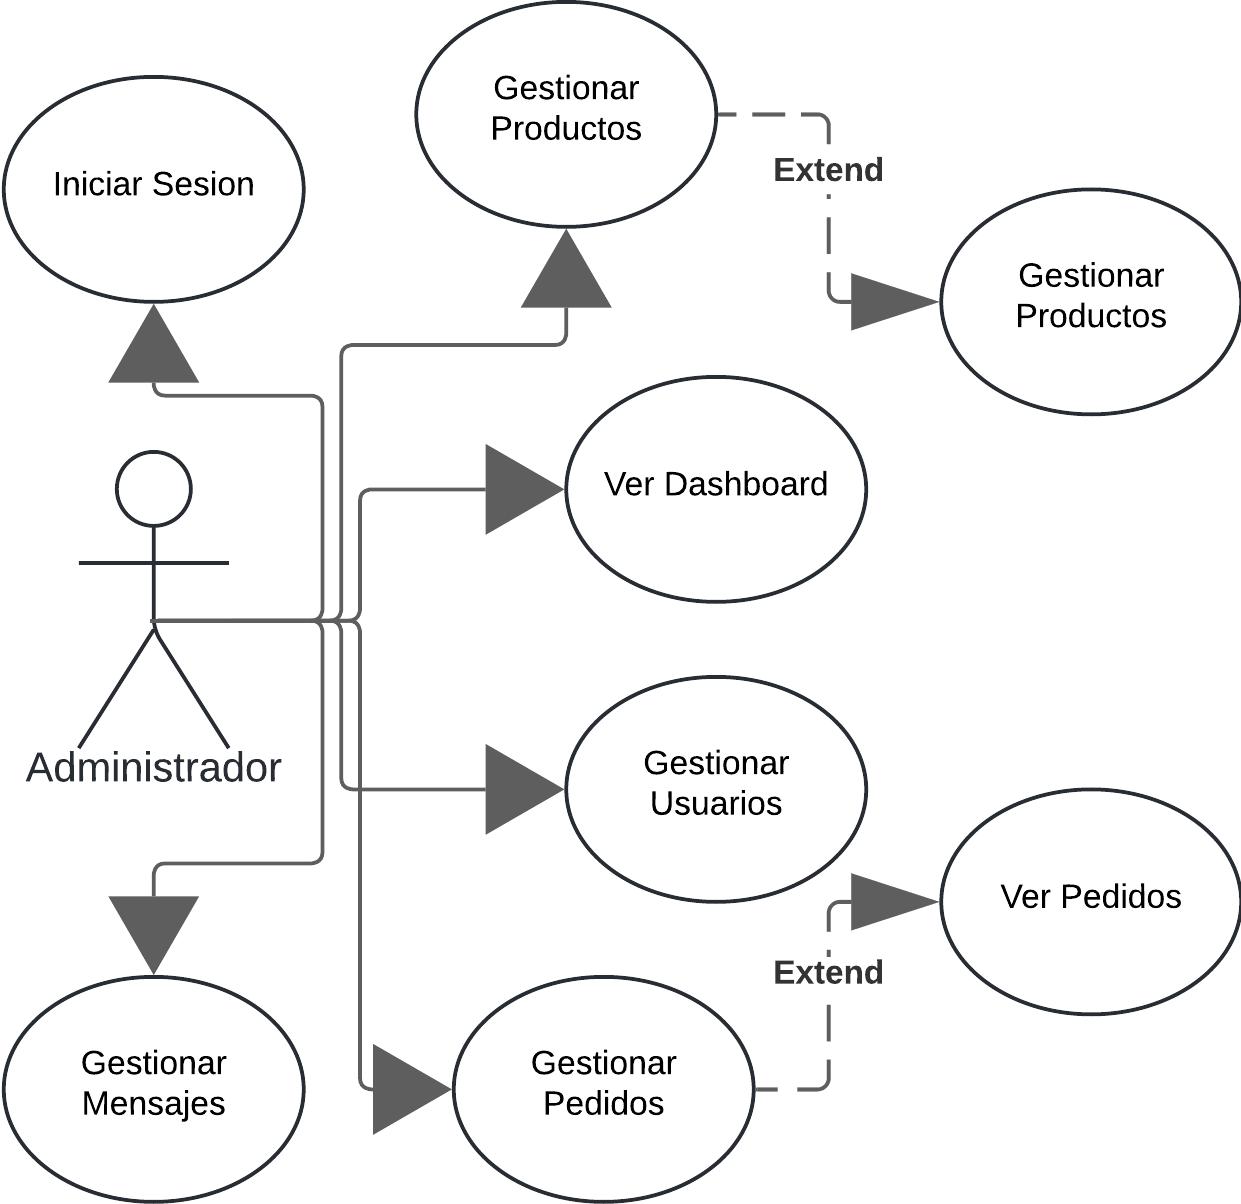 Gestionar
Productos
Iniciar Sesion
Extend
Gestionar
Productos
Ver Dashboard
Administrador
Gestionar
Usuarios
Ver Pedidos
Extend
Gestionar
Mensajes
Gestionar
Pedidos